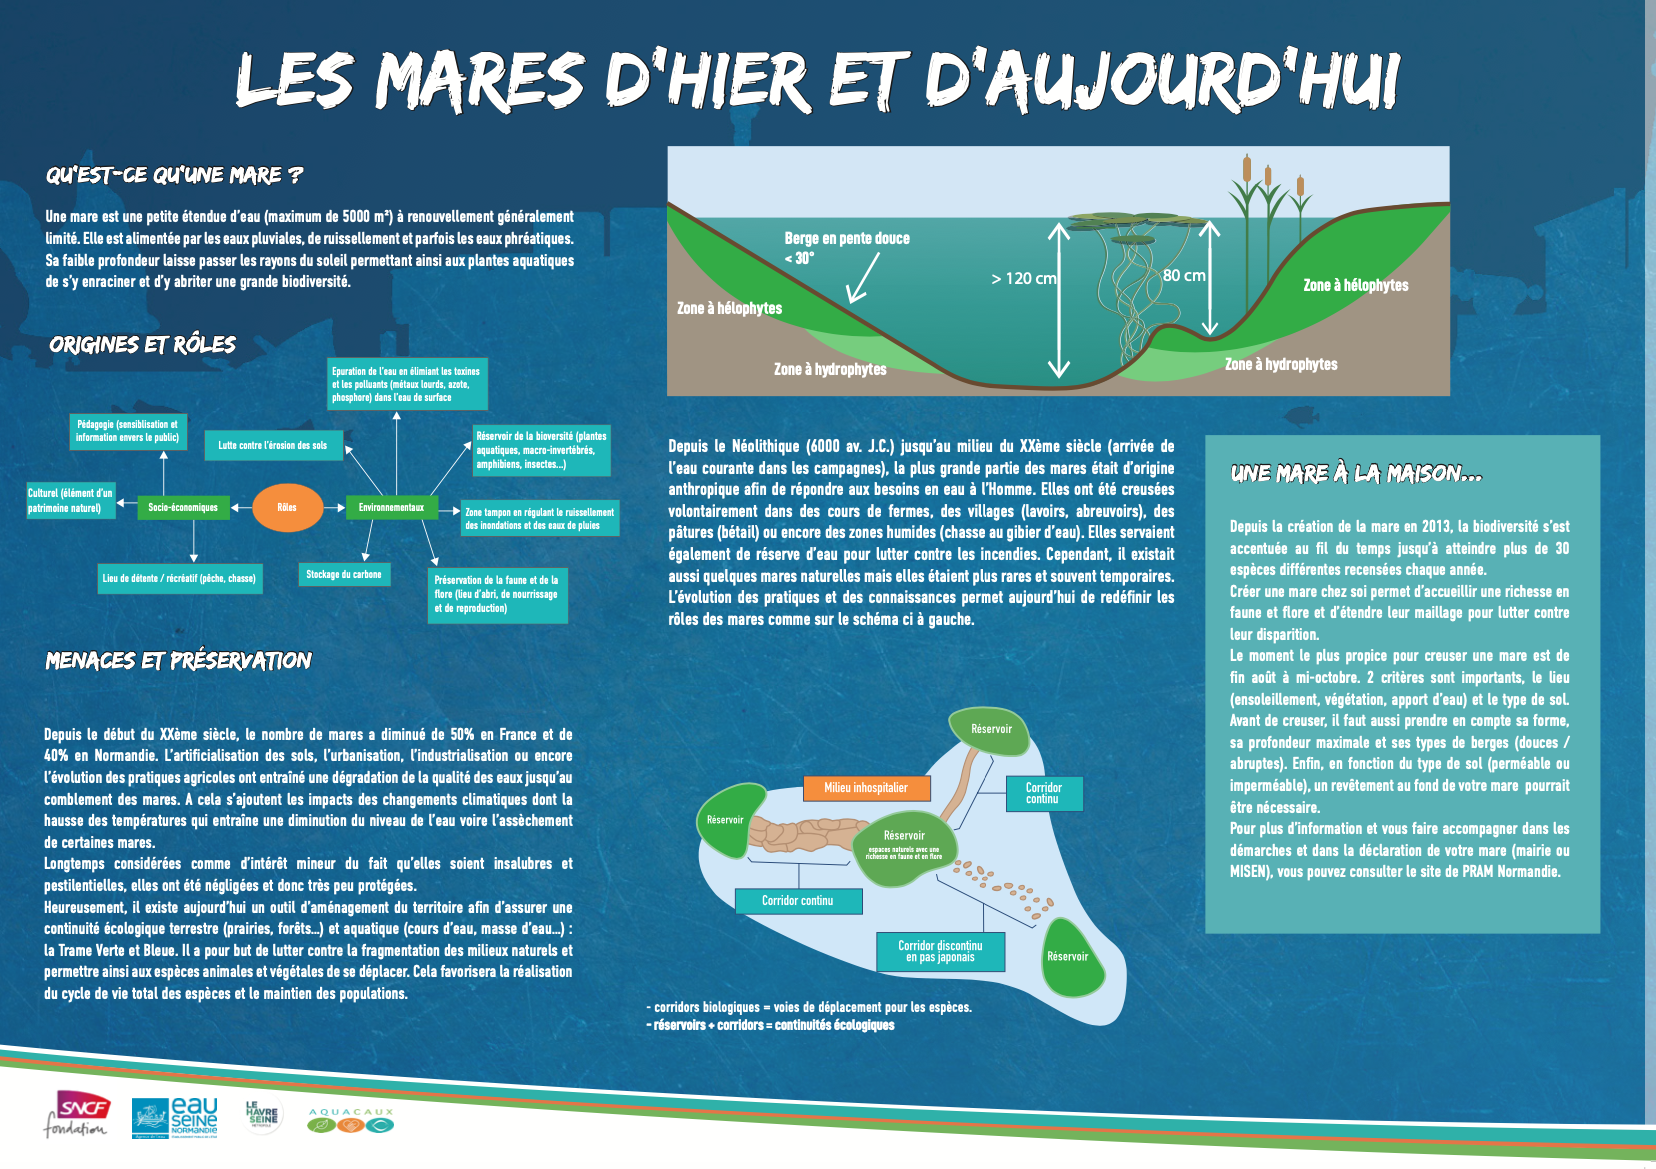 LES MARES D'HIER ET D'AUJOURD'HUI
QU'EST-CE QU'UNE MARE ?
Une mare est une petite étendue d'eau (maximum de 5000 m²) à renouvellement généralement
limité. Elle est alimentée par les eaux pluviales, de ruissellement et parfois les eaux phréatiques.
Sa faible profondeur laisse passer les rayons du soleil permettant ainsi aux plantes aquatiques
de s'y enraciner et d'y abriter une grande biodiversité.
ORIGINES ET RÔLES
Epuration de l'eau en élimiant les toxines
et les polluants (métaux lourds, azote,
phosphore) dans l'eau de surface
Pédagogie (sensiblisation et
information envers le public)
Lutte contre l'érosion des sols
Réservoir de la bioversité (plantes
aquatiques, macro-invertébrés,
amphibiens, insectes...)
Culturel (élément d'un
patrimoine naturel)
Socio-économiques
Rôles
Environnementaux
Zone tampon en régulant le ruissellement
des inondations et des eaux de pluies
Lieu de détente / récréatif (pêche, chasse)
Stockage du carbone
Préservation de la faune et de la
flore (lieu d'abri, de nourrissage
et de reproduction)
MENACES ET PRÉSERVATION
Depuis le début du XXème siècle, le nombre de mares a diminué de 50% en France et de
40% en Normandie. L'artificialisation des sols, l'urbanisation, l'industrialisation ou encore
l'évolution des pratiques agricoles ont entraîné une dégradation de la qualité des eaux jusqu'au
comblement des mares. A cela s'ajoutent les impacts des changements climatiques dont la
hausse des températures qui entraîne une diminution du niveau de l'eau voire l'assèchement
de certaines mares.
Longtemps considérées comme d'intérêt mineur du fait qu'elles soient insalubres et
pestilentielles, elles ont été négligées et donc très peu protégées.
Heureusement, il existe aujourd'hui un outil d'aménagement du territoire afin d'assurer une
continuité écologique terrestre (prairies, forêts...) et aquatique (cours d'eau, masse d'eau...) :
la Trame Verte et Bleue. Il a pour but de lutter contre la fragmentation des milieux naturels et
permettre ainsi aux espèces animales et végétales de se déplacer. Cela favorisera la réalisation
du cycle de vie total des espèces et le maintien des populations.
Berge en pente douce
< 30°
> 120 cm
80 cm
Zone à hélophytes
Zone à hélophytes
Zone à hydrophytes
Zone à hydrophytes
Depuis le Néolithique (6000 av. J.C.) jusqu'au milieu du XXème siècle (arrivée de
l'eau courante dans les campagnes), la plus grande partie des mares était d'origine
anthropique afin de répondre aux besoins en eau à l'Homme. Elles ont été creusées
volontairement dans des cours de fermes, des villages (lavoirs, abreuvoirs), des
pâtures (bétail) ou encore des zones humides (chasse au gibier d'eau). Elles servaient
également de réserve d'eau pour lutter contre les incendies. Cependant, il existait
aussi quelques mares naturelles mais elles étaient plus rares et souvent temporaires.
L'évolution des pratiques et des connaissances permet aujourd'hui de redéfinir les
rôles des mares comme sur le schéma ci à gauche.
Réservoir
Milieu inhospitalier
Corridor
continu
Réservoir
Réservoir
espaces naturels avec une
richesse en faune et en flore
Corridor continu
Corridor discontinu
en pas japonais
Réservoir
- corridors biologiques = voies de déplacement pour les espèces.
- réservoirs + corridors = continuités écologiques
UNE MARE À LA MAISON...
Depuis la création de la mare en 2013, la biodiversité s'est
accentuée au fil du temps jusqu'à atteindre plus de 30
espèces différentes recensées chaque année.
Créer une mare chez soi permet d'accueillir une richesse en
faune et flore et d'étendre leur maillage pour lutter contre
leur disparition.
Le moment le plus propice pour creuser une mare est de
fin août à mi-octobre. 2 critères sont importants, le lieu
(ensoleillement, végétation, apport d'eau) et le type de sol.
Avant de creuser, il faut aussi prendre en compte sa forme,
sa profondeur maximale et ses types de berges (douces /
abruptes). Enfin, en fonction du type de sol (perméable ou
imperméable), un revêtement au fond de votre mare pourrait
être nécessaire.
Pour plus d'information et vous faire accompagner dans les
démarches et dans la déclaration de votre mare (mairie ou
MISEN), vous pouvez consulter le site de PRAM Normandie.
SNCF
fondation
eau
SEINE
NORMANDIE
LE
HAVRE
SEINE
AQUACAUX